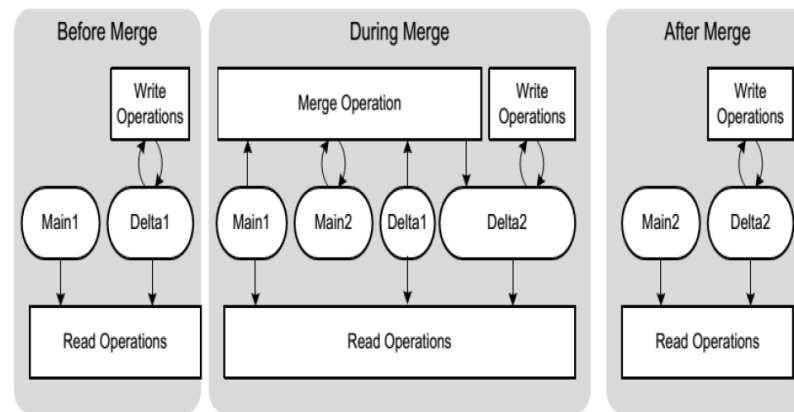 Before Merge
During Merge
After Merge
Write
Operations
Merge Operation
Write
Operations
Write
Operations
Main1
Delta1
Main1
Main2
Delta1
Delta2
Main2
Delta2
Read Operations
Read Operations
Read Operations